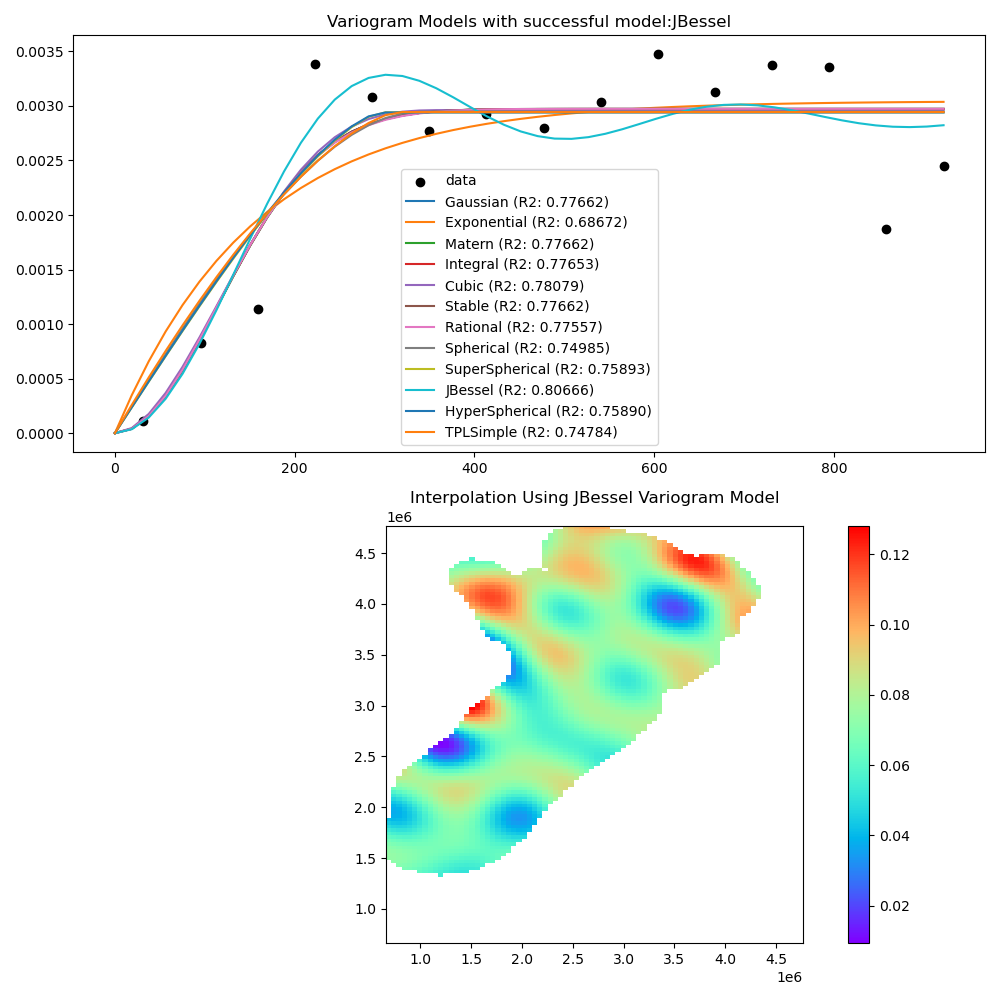 Variogram Models with successful model:JBessel
0.0035
0.0030
0.0025
0.0020
0.0015
0.0010
0.0005
0.0000
data
Gaussian (R2: 0.77662)
Exponential (R2: 0.68672)
Matern (R2: 0.77662)
Integral (R2: 0.77653)
Cubic (R2: 0.78079)
Stable (R2: 0.77662)
Rational (R2: 0.77557)
Spherical (R2: 0.74985)
SuperSpherical (R2: 0.75893)
JBessel (R2: 0.80666)
HyperSpherical (R2: 0.75890)
TPLSimple (R2: 0.74784)
0 200 400 600 800
Interpolation Using JBessel Variogram Model
1e6
4.5
4.0
3.5
3.0
2.5
2.0
1.5
1.0
1.0 1.5 2.0 2.5 3.0 3.5 4.0 4.5
1e6
0.12
0.10
0.08
0.06
0.04
0.02